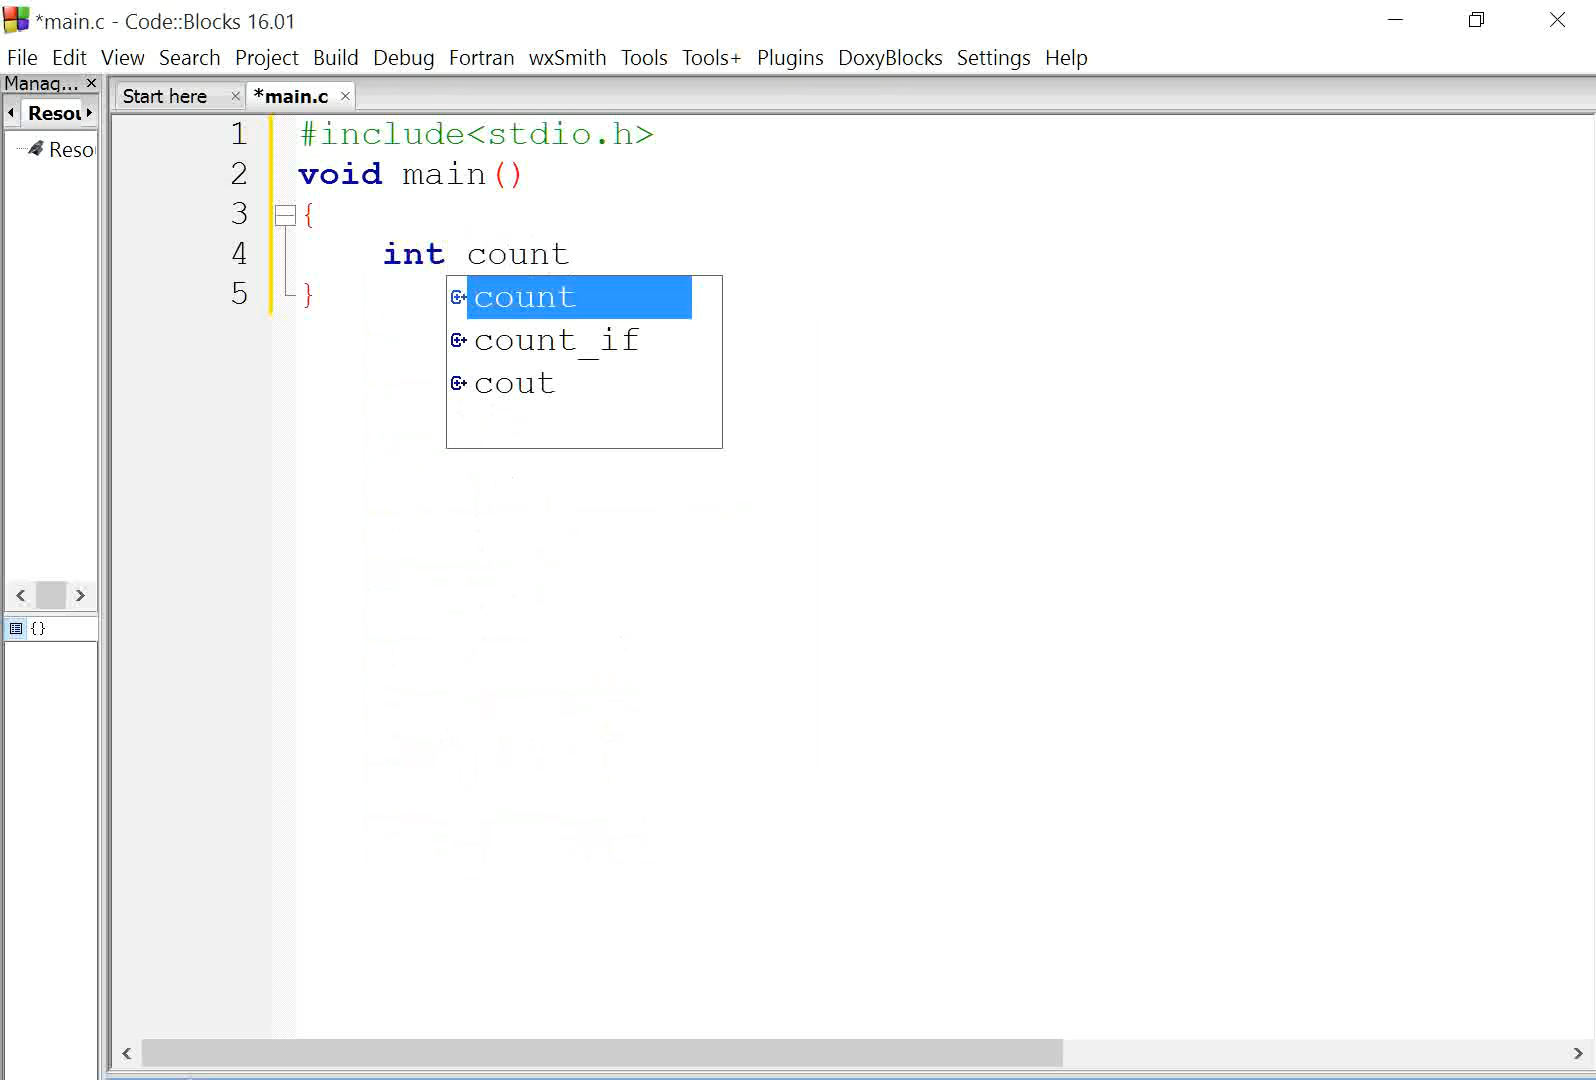 *main.c - Code::Blocks 16.01
File Edit View Search Project Build Debug Fortran wxSmith Tools Tools+ Plugins DoxyBlocks Settings Help
Manag... ×
Start here × *main.c ×
Resou
Reso
1 #include<stdio.h>
2 void main()
3 {
4 int count
5 }
count
count_if
cout
{}